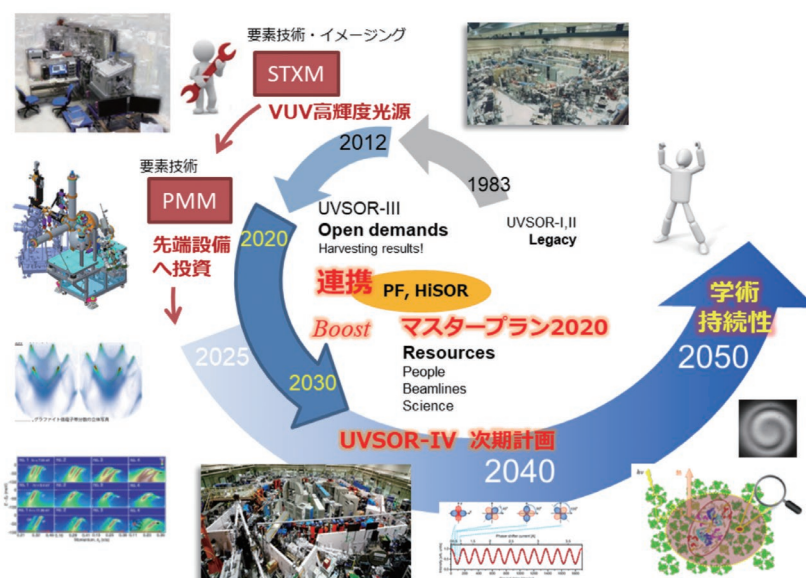 要素技術・イメージング
STXM
VUV高輝度光源
2012
1983
要素技術
PMM
UVSOR-III
Open demands
Harvesting results!
UVSOR-I,II
Legacy
2020
先端設備
へ投資
連携
PF, HiSOR
学術
持続性
Boost
マスタープラン2020
2025
Resources
People
Beamlines
Science
2050
2030
UVSOR-IV 次期計画
2040